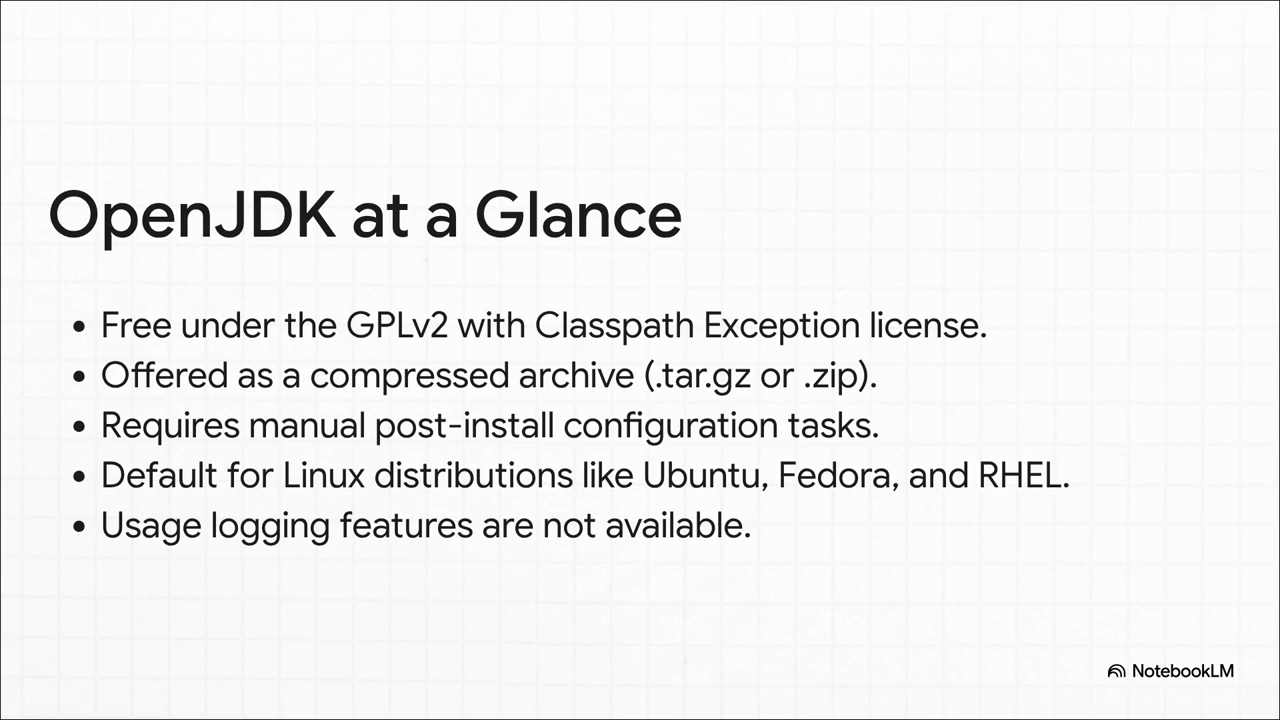 OpenJDK at a Glance
• Free under the GPLv2 with Classpath Exception license.
• Offered as a compressed archive (.tar.gz or .zip).
• Requires manual post-install configuration tasks.
• Default for Linux distributions like Ubuntu, Fedora, and RHEL.
• Usage logging features are not available.
NotebookLM